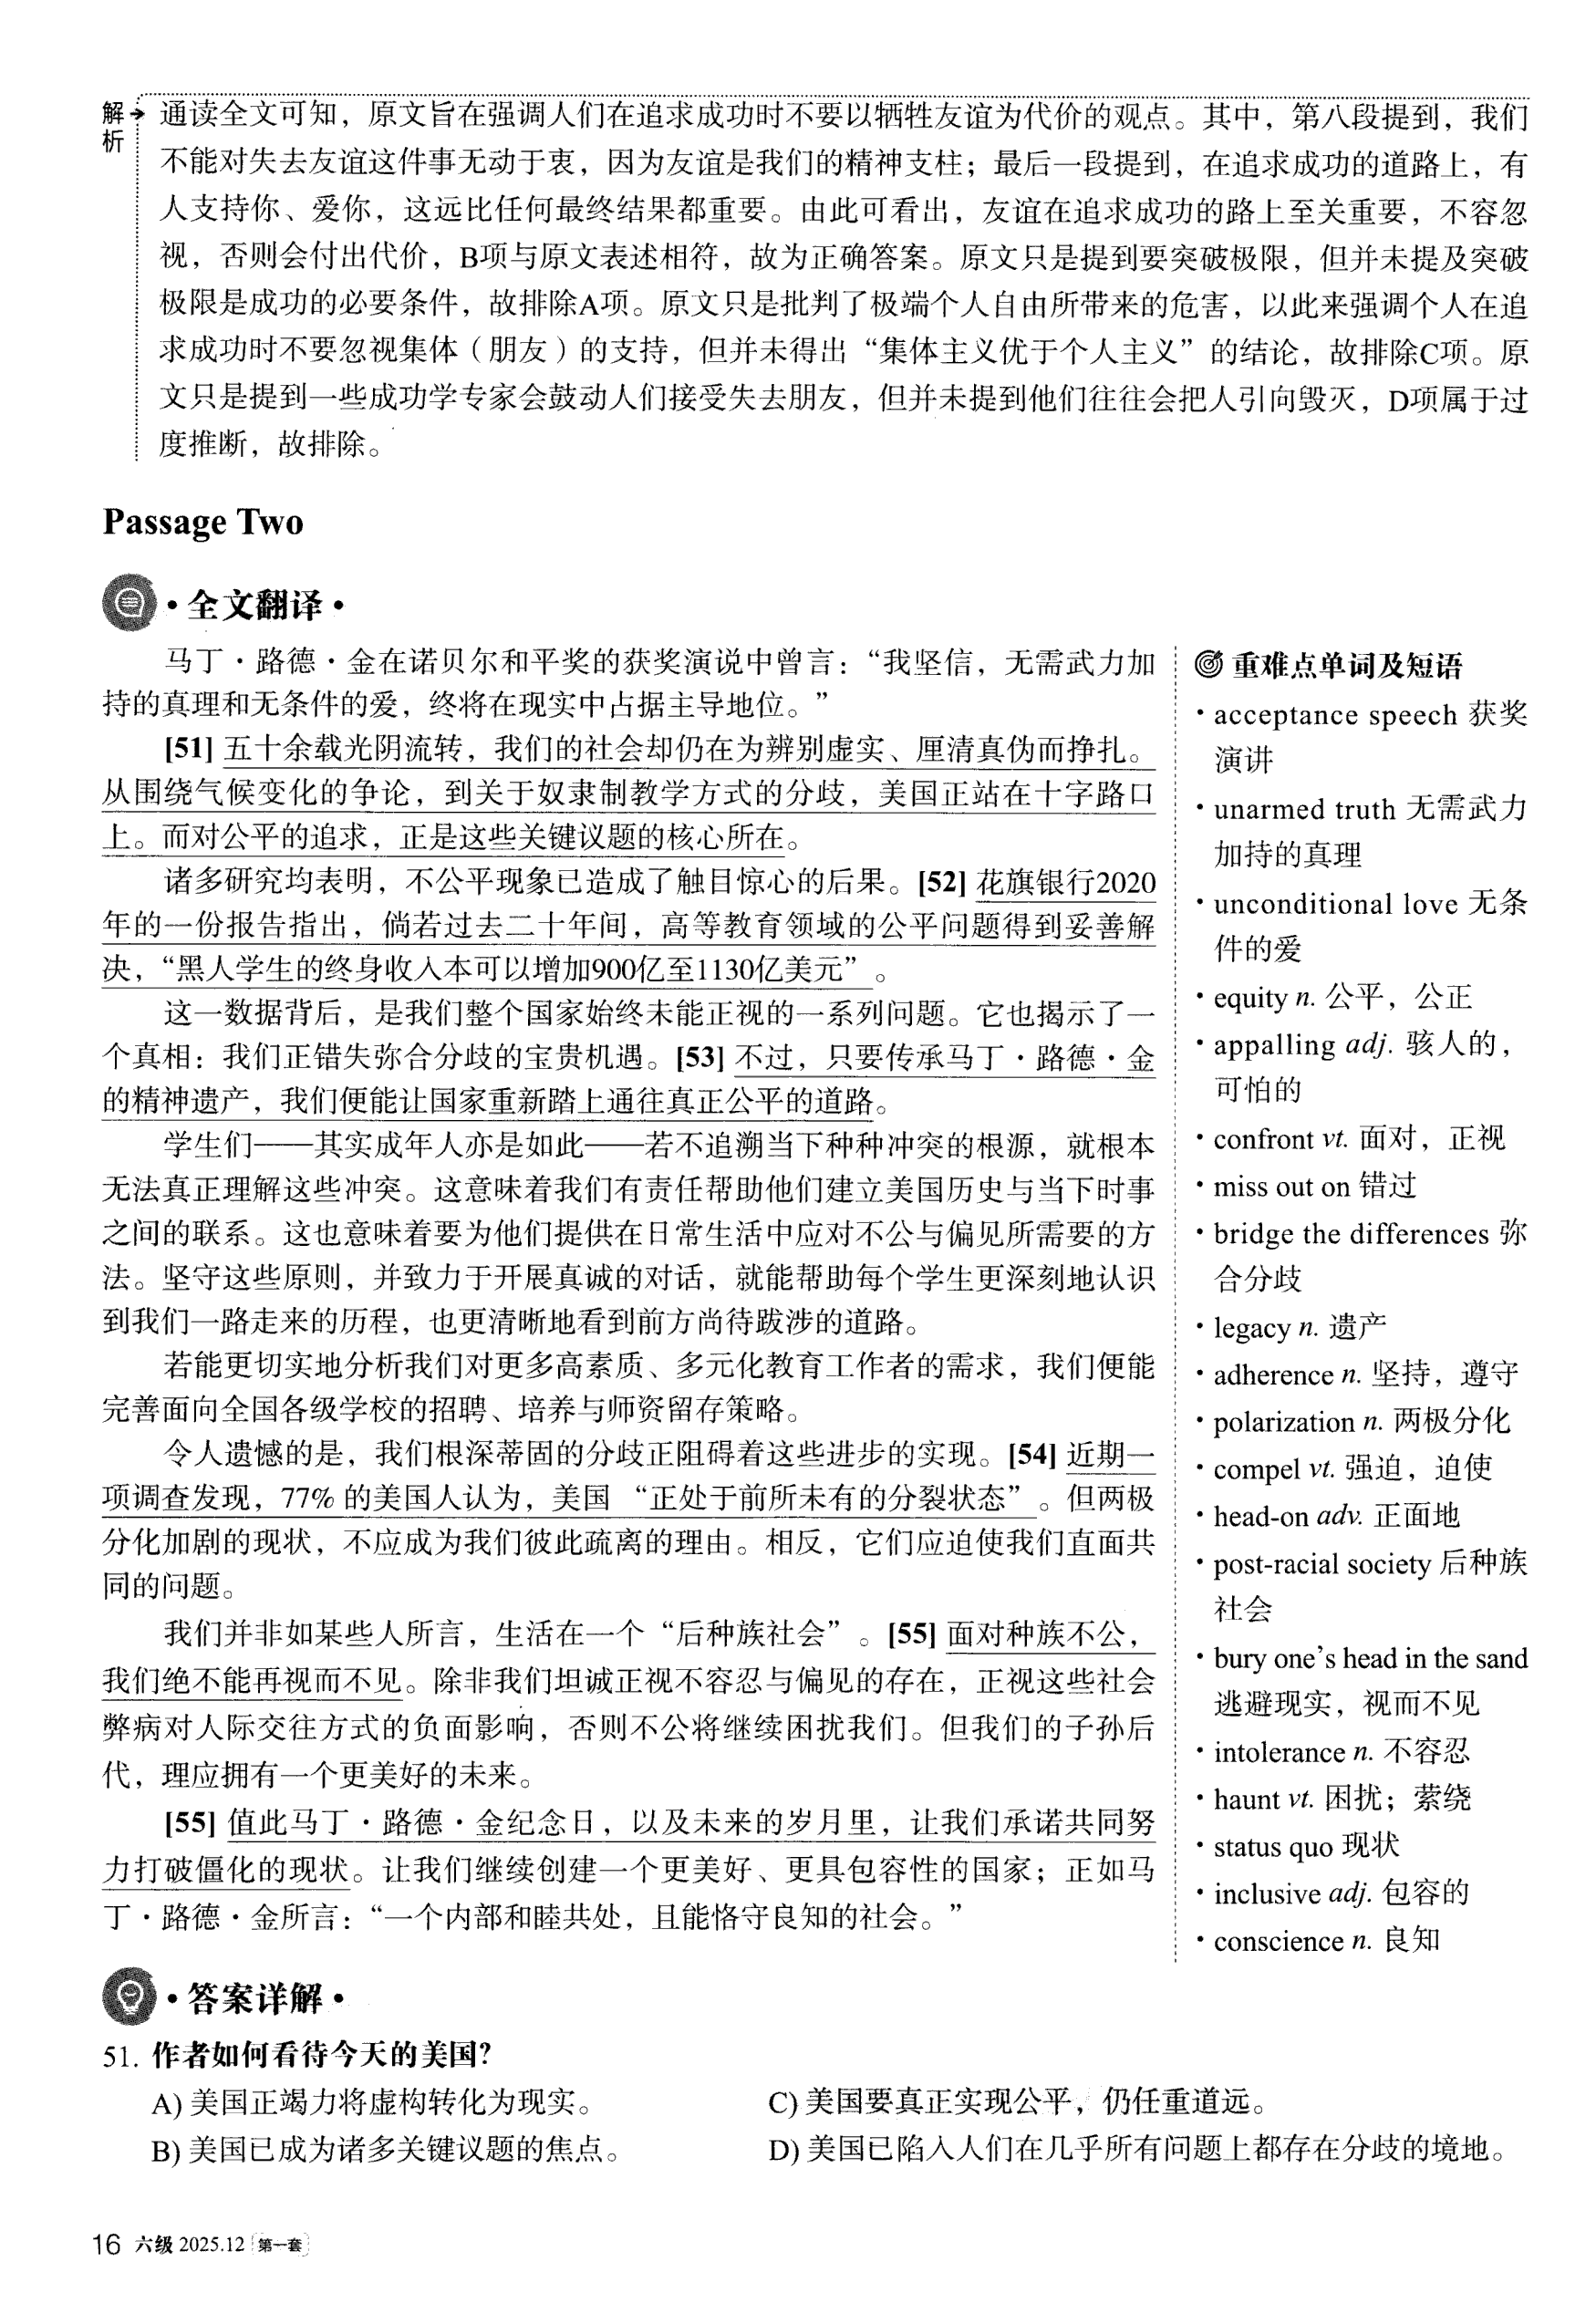 解析
通读全文可知，原文旨在强调人们在追求成功时不要以牺牲友谊为代价的观点。其中，第八段提到，我们
不能对失去友谊这件事无动于衷，因为友谊是我们的精神支柱；最后一段提到，在追求成功的道路上，有
人支持你、爱你，这远比任何最终结果都重要。由此可看出，友谊在追求成功的路上至关重要，不容忽
视，否则会付出代价，B项与原文表述相符，故为正确答案。原文只是提到要突破极限，但并未提及突破
极限是成功的必要条件，故排除A项。原文只是批判了极端个人自由所带来的危害，以此来强调个人在追
求成功时不要忽视集体（朋友）的支持，但并未得出“集体主义优于个人主义”的结论，故排除C项。原
文只是提到一些成功学专家会鼓动人们接受失去朋友，但并未提到他们往往会把人引向毁灭，D项属于过
度推断，故排除。
Passage Two
·全文翻译·
马丁·路德·金在诺贝尔和平奖的获奖演说中曾言：“我坚信，无需武力加
持的真理和无条件的爱，终将在现实中占据主导地位。”
[51] 五十余载光阴流转，我们的社会却仍在为辨别虚实、厘清真伪而挣扎。
从围绕气候变化的争论，到关于奴隶制教学方式的分歧，美国正站在十字路口
上。而对公平的追求，正是这些关键议题的核心所在。
诸多研究均表明，不公平现象已造成了触目惊心的后果。[52] 花旗银行2020
年的一份报告指出，倘若过去二十年间，高等教育领域的公平问题得到妥善解
决，“黑人学生的终身收入本可以增加900亿至1130亿美元”。
这一数据背后，是我们整个国家始终未能正视的一系列问题。它也揭示了一
个真相：我们正错失弥合分歧的宝贵机遇。[53] 不过，只要传承马丁·路德·金
的精神遗产，我们便能让国家重新踏上通往真正公平的道路。
学生们——其实成年人亦是如此——若不追溯当下种种冲突的根源，就根本
无法真正理解这些冲突。这意味着我们有责任帮助他们建立美国历史与当下时事
之间的联系。这也意味着要为他们提供在日常生活中应对不公与偏见所需要的方
法。坚守这些原则，并致力于开展真诚的对话，就能帮助每个学生更深刻地认识
到我们一路走来的历程，也更清晰地看到前方尚待跋涉的道路。
若能更切实地分析我们对更多高素质、多元化教育工作者的需求，我们便能
完善面向全国各级学校的招聘、培养与师资留存策略。
令人遗憾的是，我们根深蒂固的分歧正阻碍着这些进步的实现。[54] 近期一
项调查发现，77% 的美国人认为，美国 “正处于前所未有的分裂状态”。但两极
分化加剧的现状，不应成为我们彼此疏离的理由。相反，它们应迫使我们直面共
同的问题。
我们并非如某些人所言，生活在一个“后种族社会”。[55] 面对种族不公，
我们绝不能再视而不见。除非我们坦诚正视不容忍与偏见的存在，正视这些社会
弊病对人际交往方式的负面影响，否则不公将继续困扰我们。但我们的子孙后
代，理应拥有一个更美好的未来。
[55] 值此马丁·路德·金纪念日，以及未来的岁月里，让我们承诺共同努
力打破僵化的现状。让我们继续创建一个更美好、更具包容性的国家；正如马
丁·路德·金所言：“一个内部和睦共处，且能恪守良知的社会。”
重难点单词及短语
·acceptance speech 获奖
演讲
·unarmed truth 无需武力
加持的真理
·unconditional love 无条
件的爱
·equity n. 公平，公正
·appalling adj. 骇人的，
可怕的
·confront vt. 面对，正视
·miss out on 错过
·bridge the differences 弥
合分歧
·legacy n. 遗产
·adherence n. 坚持，遵守
·polarization n. 两极分化
·compel vt. 强迫，迫使
·head-on adv. 正面地
·post-racial society 后种族
社会
·bury one's head in the sand
逃避现实，视而不见
·intolerance n. 不容忍
·haunt vt. 困扰；萦绕
·status quo 现状
·inclusive adj. 包容的
·conscience n. 良知
·答案详解·
51. 作者如何看待今天的美国？
A) 美国正竭力将虚构转化为现实。
C) 美国要真正实现公平，仍任重道远。
B) 美国已成为诸多关键议题的焦点。
D) 美国已陷入人们在几乎所有问题上都存在分歧的境地。
16 六级 2025.12 第一套